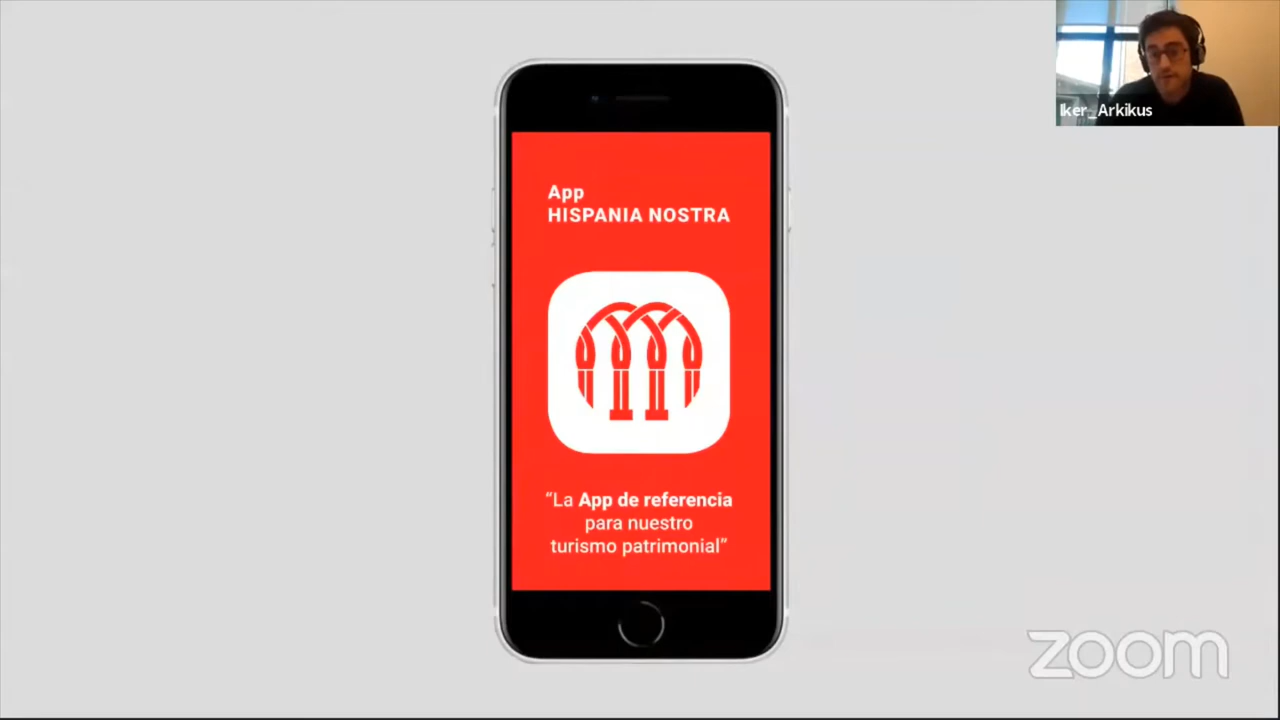 Iker_Arkikus
App
HISPANIA NOSTRA
“La App de referencia
para nuestro
turismo patrimonial”
zoom